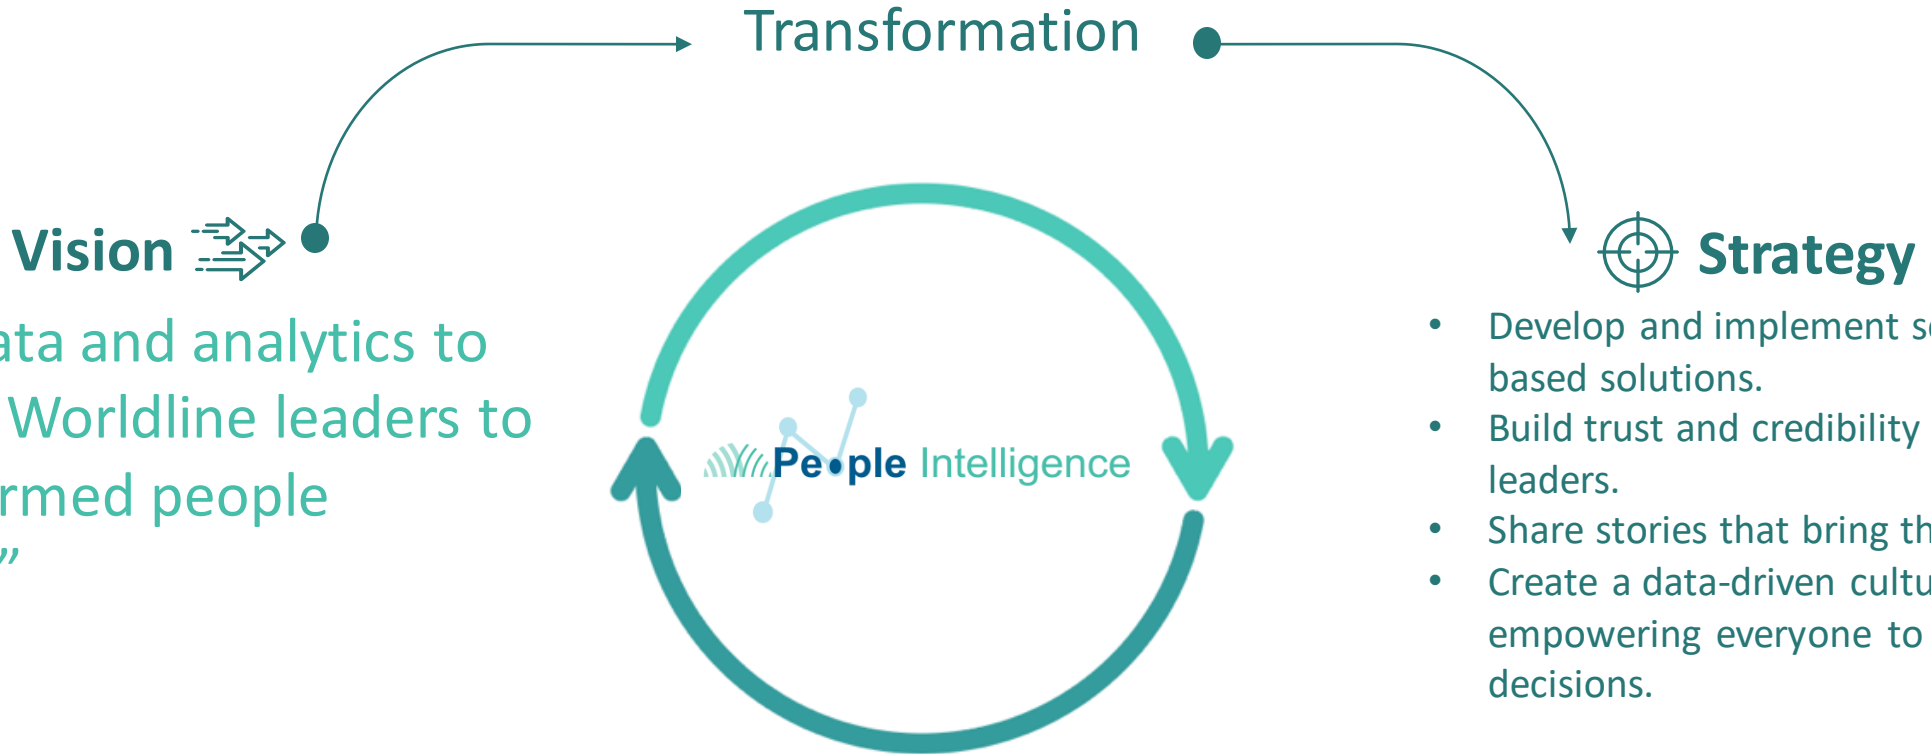 Transformation
Vision
ata and analytics to
Worldline leaders to
rmed people
”
People Intelligence
Strategy
• Develop and implement s
based solutions.
• Build trust and credibility
leaders.
• Share stories that bring th
• Create a data-driven cultu
empowering everyone to
decisions.